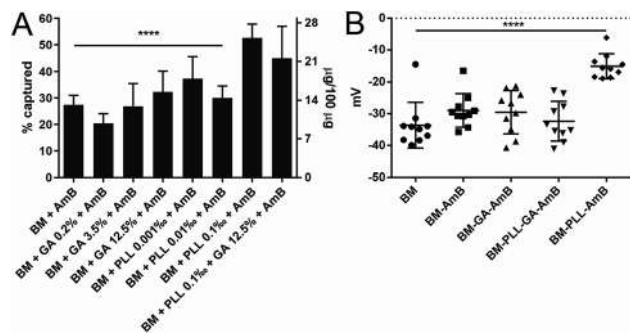 A
60
50
40
30
20
10
0
% captured
****
28
21
14
7
0
µg/100 µg
BM + AmB
BM + GA 0.2% + AmB
BM + GA 3.5% + AmB
BM + GA 12.5% + AmB
BM + PLL 0.001‰ + AmB
BM + PLL 0.01‰ + AmB
BM + PLL 0.1‰ + AmB
BM + PLL 0.1‰ + GA 12.5% + AmB
B
0
-10
-20
-30
-40
-50
mV
****
BM
BM-AmB
BM-GA-AmB
BM-PLL-GA-AmB
BM-PLL-AmB